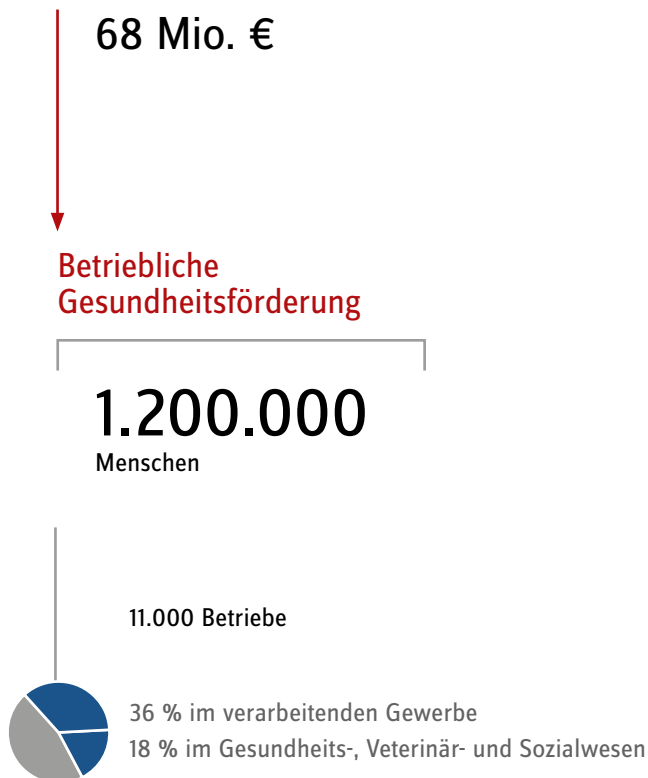 68 Mio. €
Betriebliche
Gesundheitsförderung
1.200.000
Menschen
11.000 Betriebe
36 % im verarbeitenden Gewerbe
18 % im Gesundheits-, Veterinär- und Sozialwesen